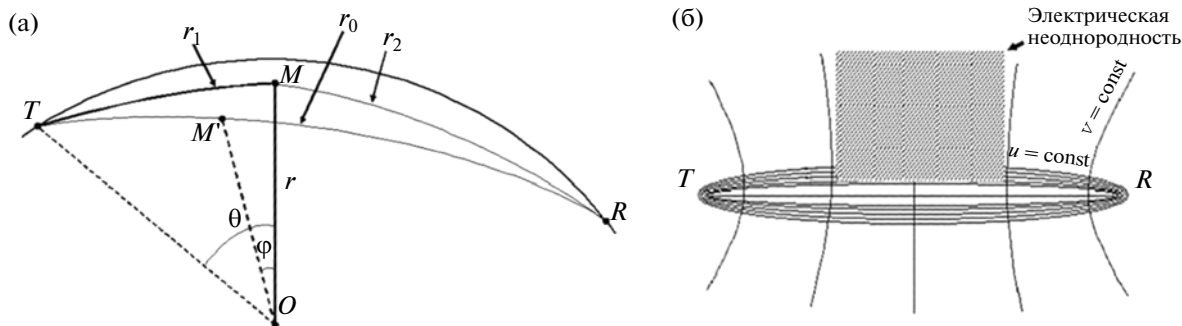 (а)
r₁
r₀
r₂
T
M
M'
r
R
θ
φ
O
(б)
Электрическая
неоднородность
v = const
u = const
T
R